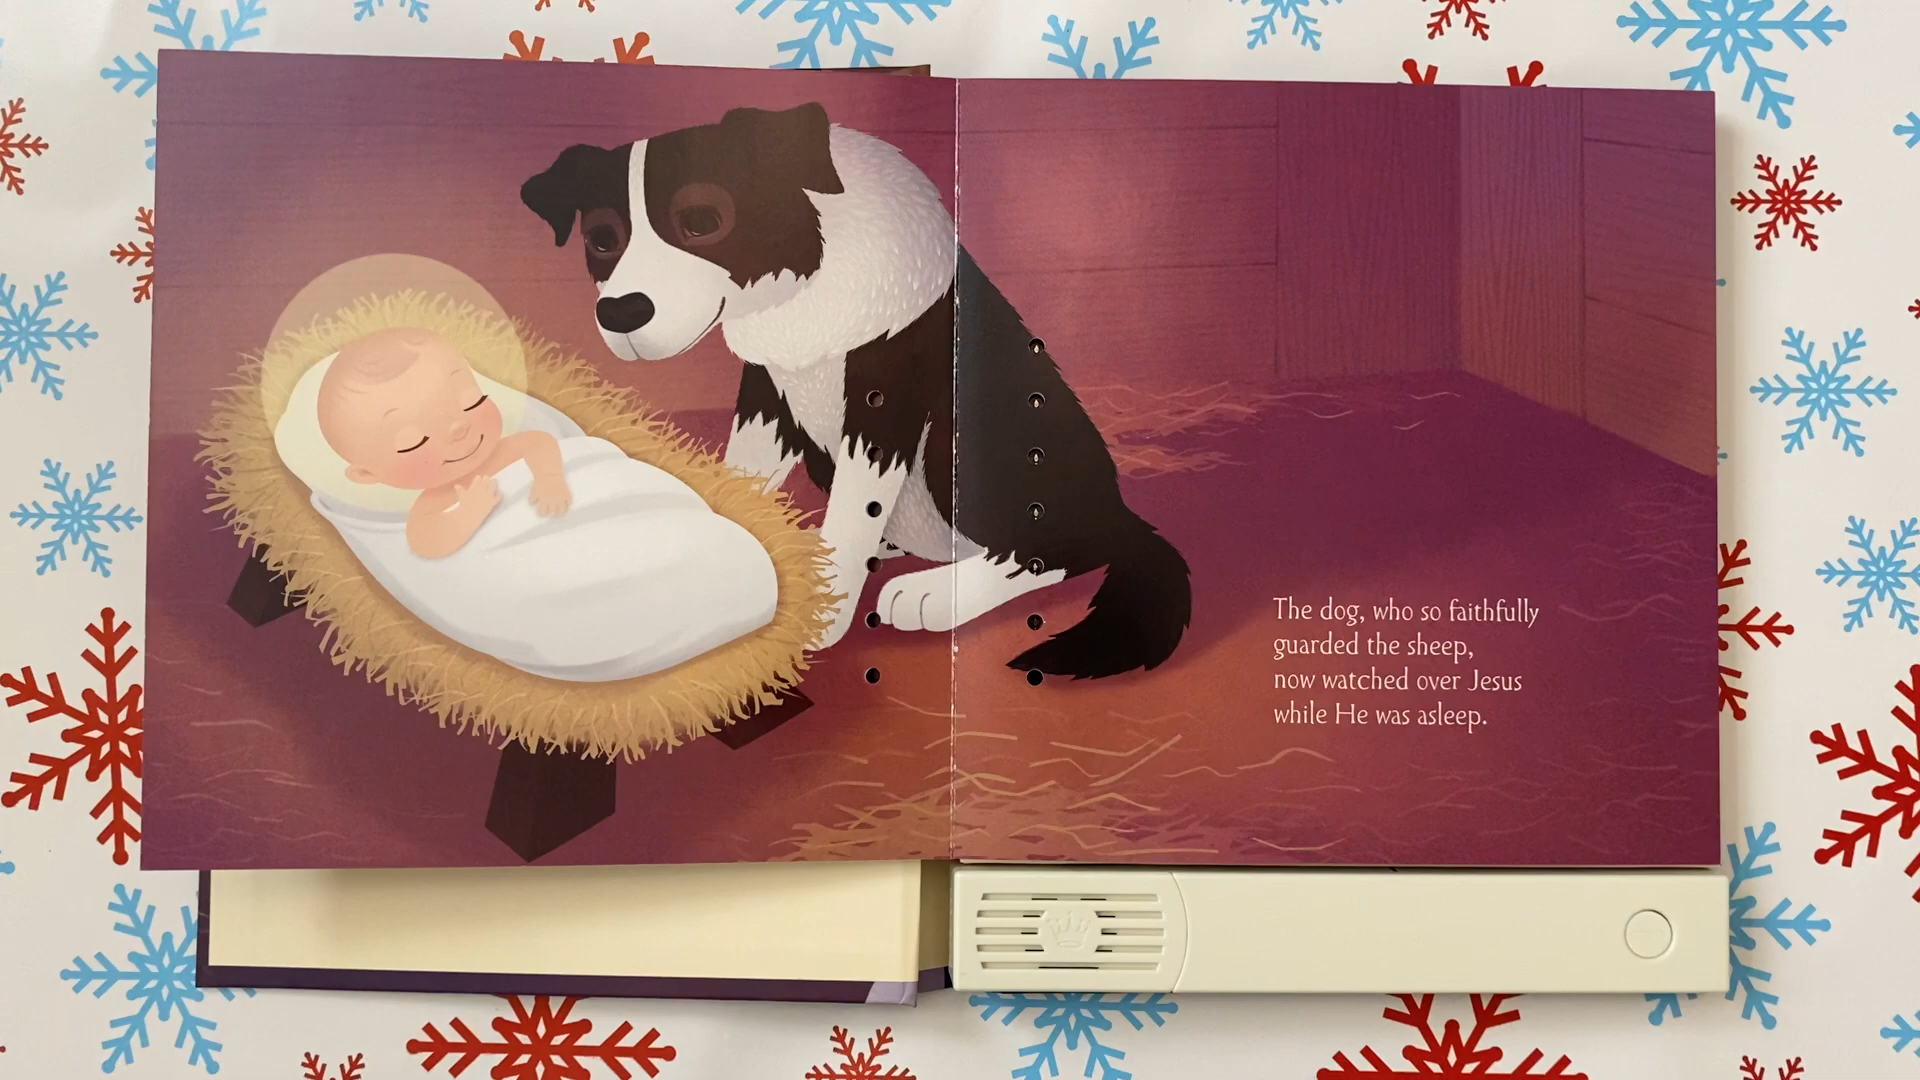 The dog, who so faithfully
guarded the sheep,
now watched over Jesus
while He was asleep.